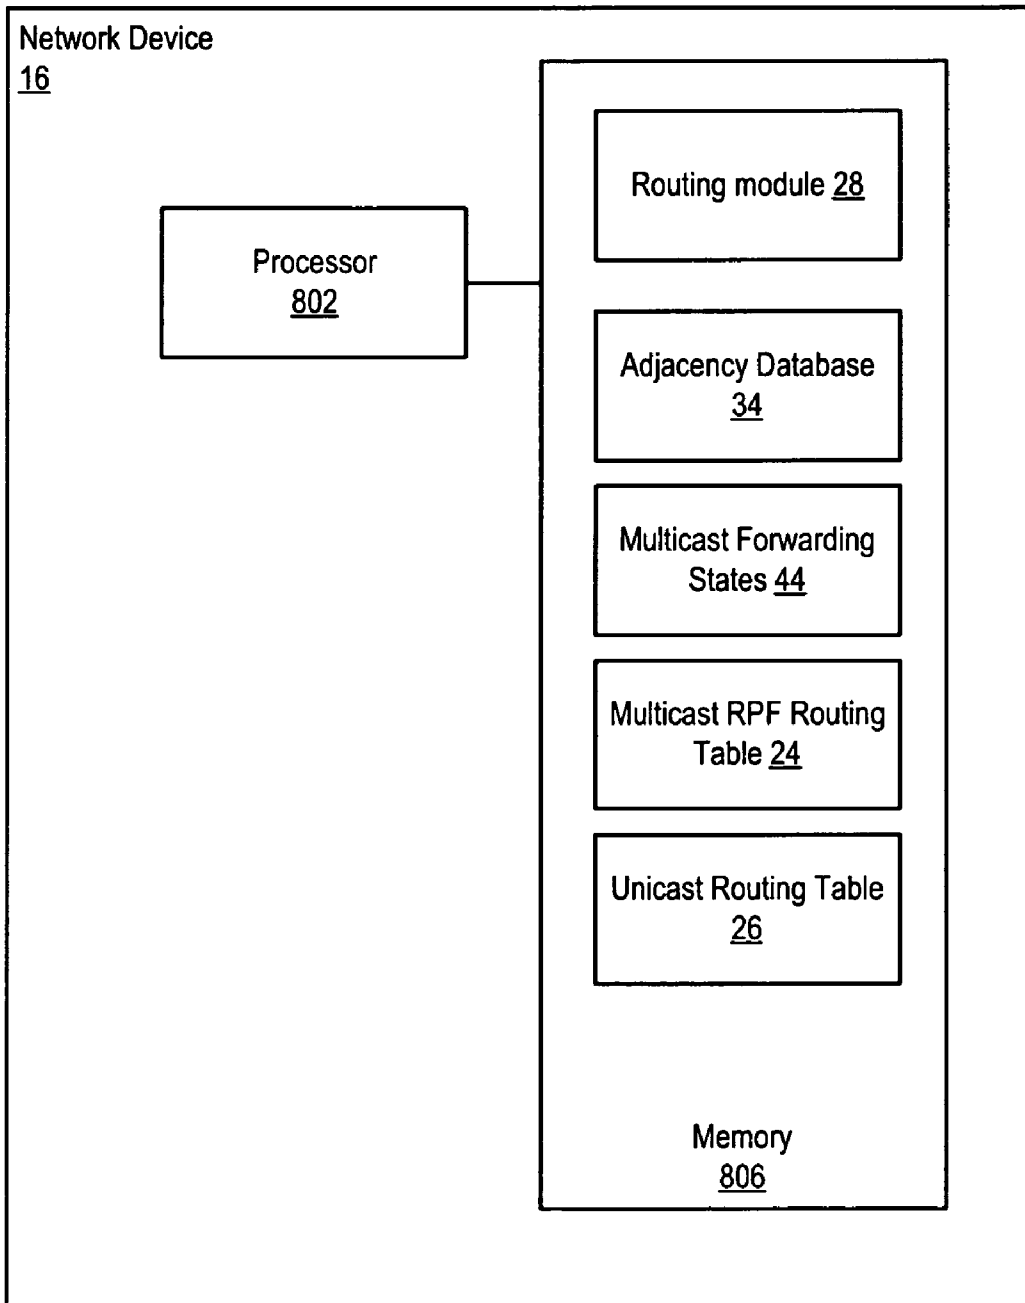 Network Device
16
Routing module 28
Processor
802
Adjacency Database
34
Multicast Forwarding
States 44
Multicast RPF Routing
Table 24
Unicast Routing Table
26
Memory
806